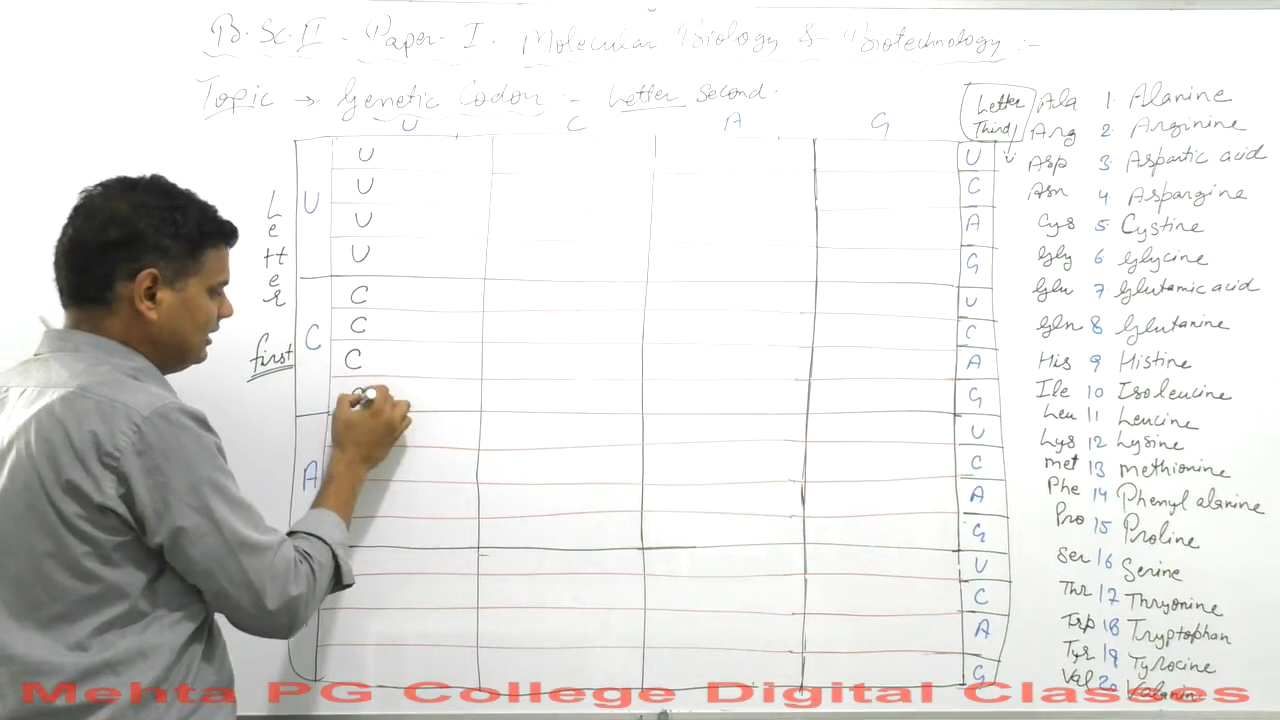 B.Sc.II - Paper-I. Molecular Biology & Biotechnology :-
Topic → Genetic Codon - Letter Second.
U C A G
Letter
Third
Letter
first
U
C
A
U
U
U
U
C
C
C
U
C
A
G
U
C
A
G
U
C
A
G
U
C
A
G
Ala 1. Alanine
Arg 2. Arginine
Asp 3. Aspartic acid
Asn 4. Aspargine
Cys 5. Cystine
Gly 6 Glycine
Glu 7. Glutamic acid
Gln 8 Glutanine
His 9 Histine
Ile 10 Isoleucine
Leu 11 Leucine
Lys 12 Lysine
met 13 methionine
Phe 14 Phenyl alanine
Pro 15 Proline
Ser 16 Serine
Thr 17 Thryonine
Trp 18 Tryptophan
Tyr 19 Tyrocine
Val 20 Valanin
Mehta PG College Digital Classes